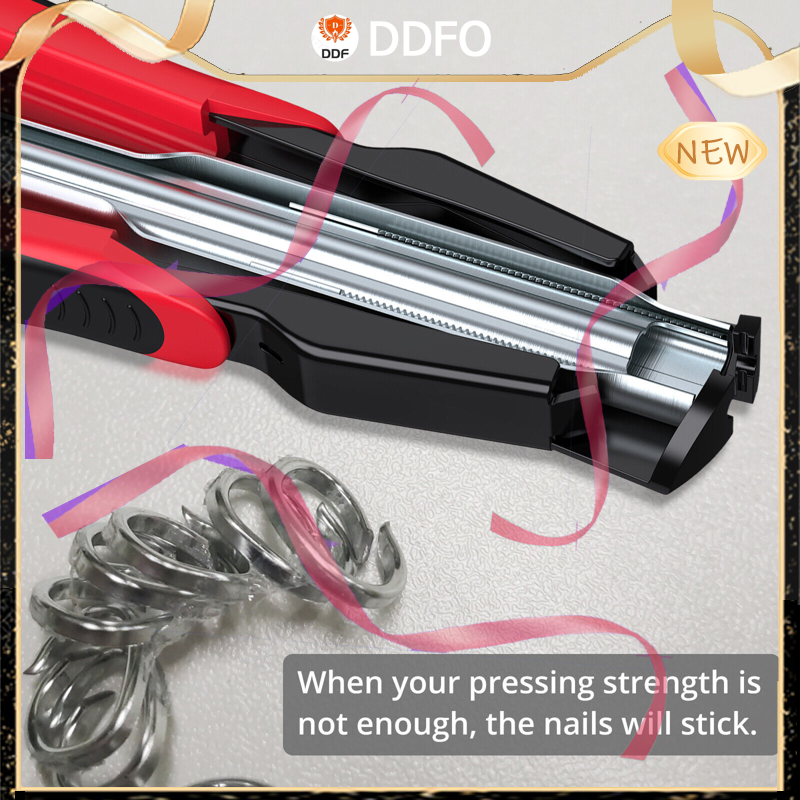 DDF
DDFO
NEW
When your pressing strength is
not enough, the nails will stick.